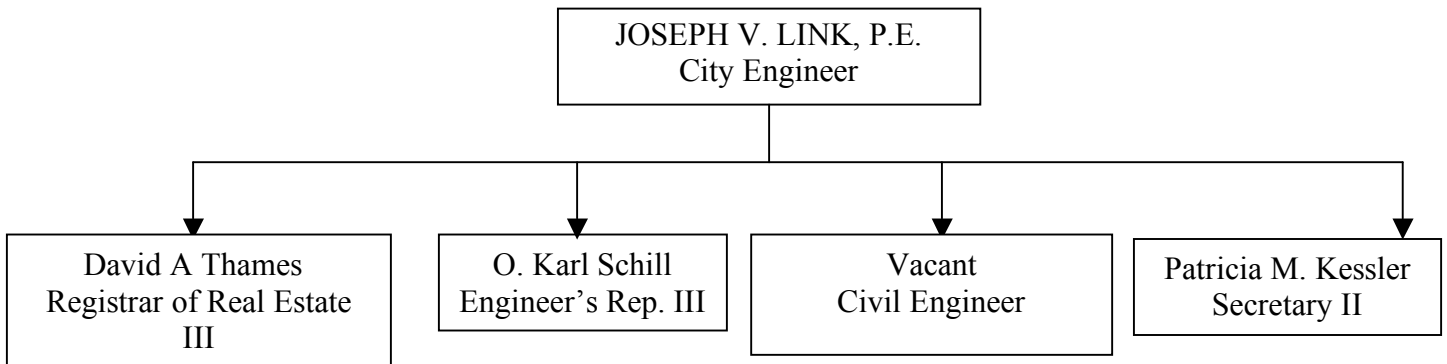 JOSEPH V. LINK, P.E.
City Engineer
David A Thames
Registrar of Real Estate
III
O. Karl Schill
Engineer’s Rep. III
Vacant
Civil Engineer
Patricia M. Kessler
Secretary II